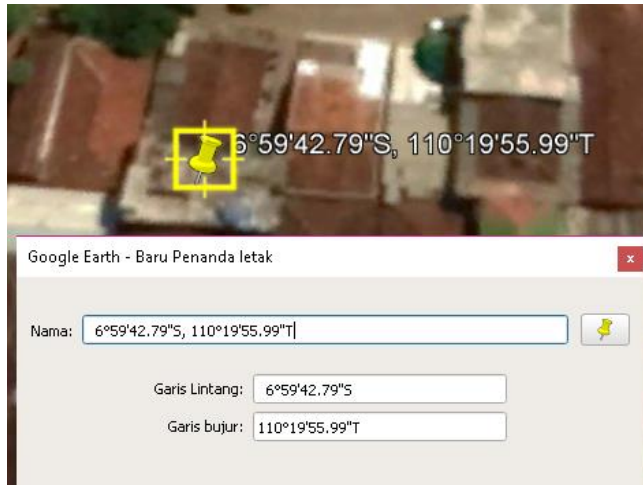 6°59'42.79"S, 110°19'55.99"T
Google Earth - Baru Penanda letak
x
Nama: 6°59'42.79"S, 110°19'55.99"T
Garis Lintang: 6°59'42.79"S
Garis bujur: 110°19'55.99"T